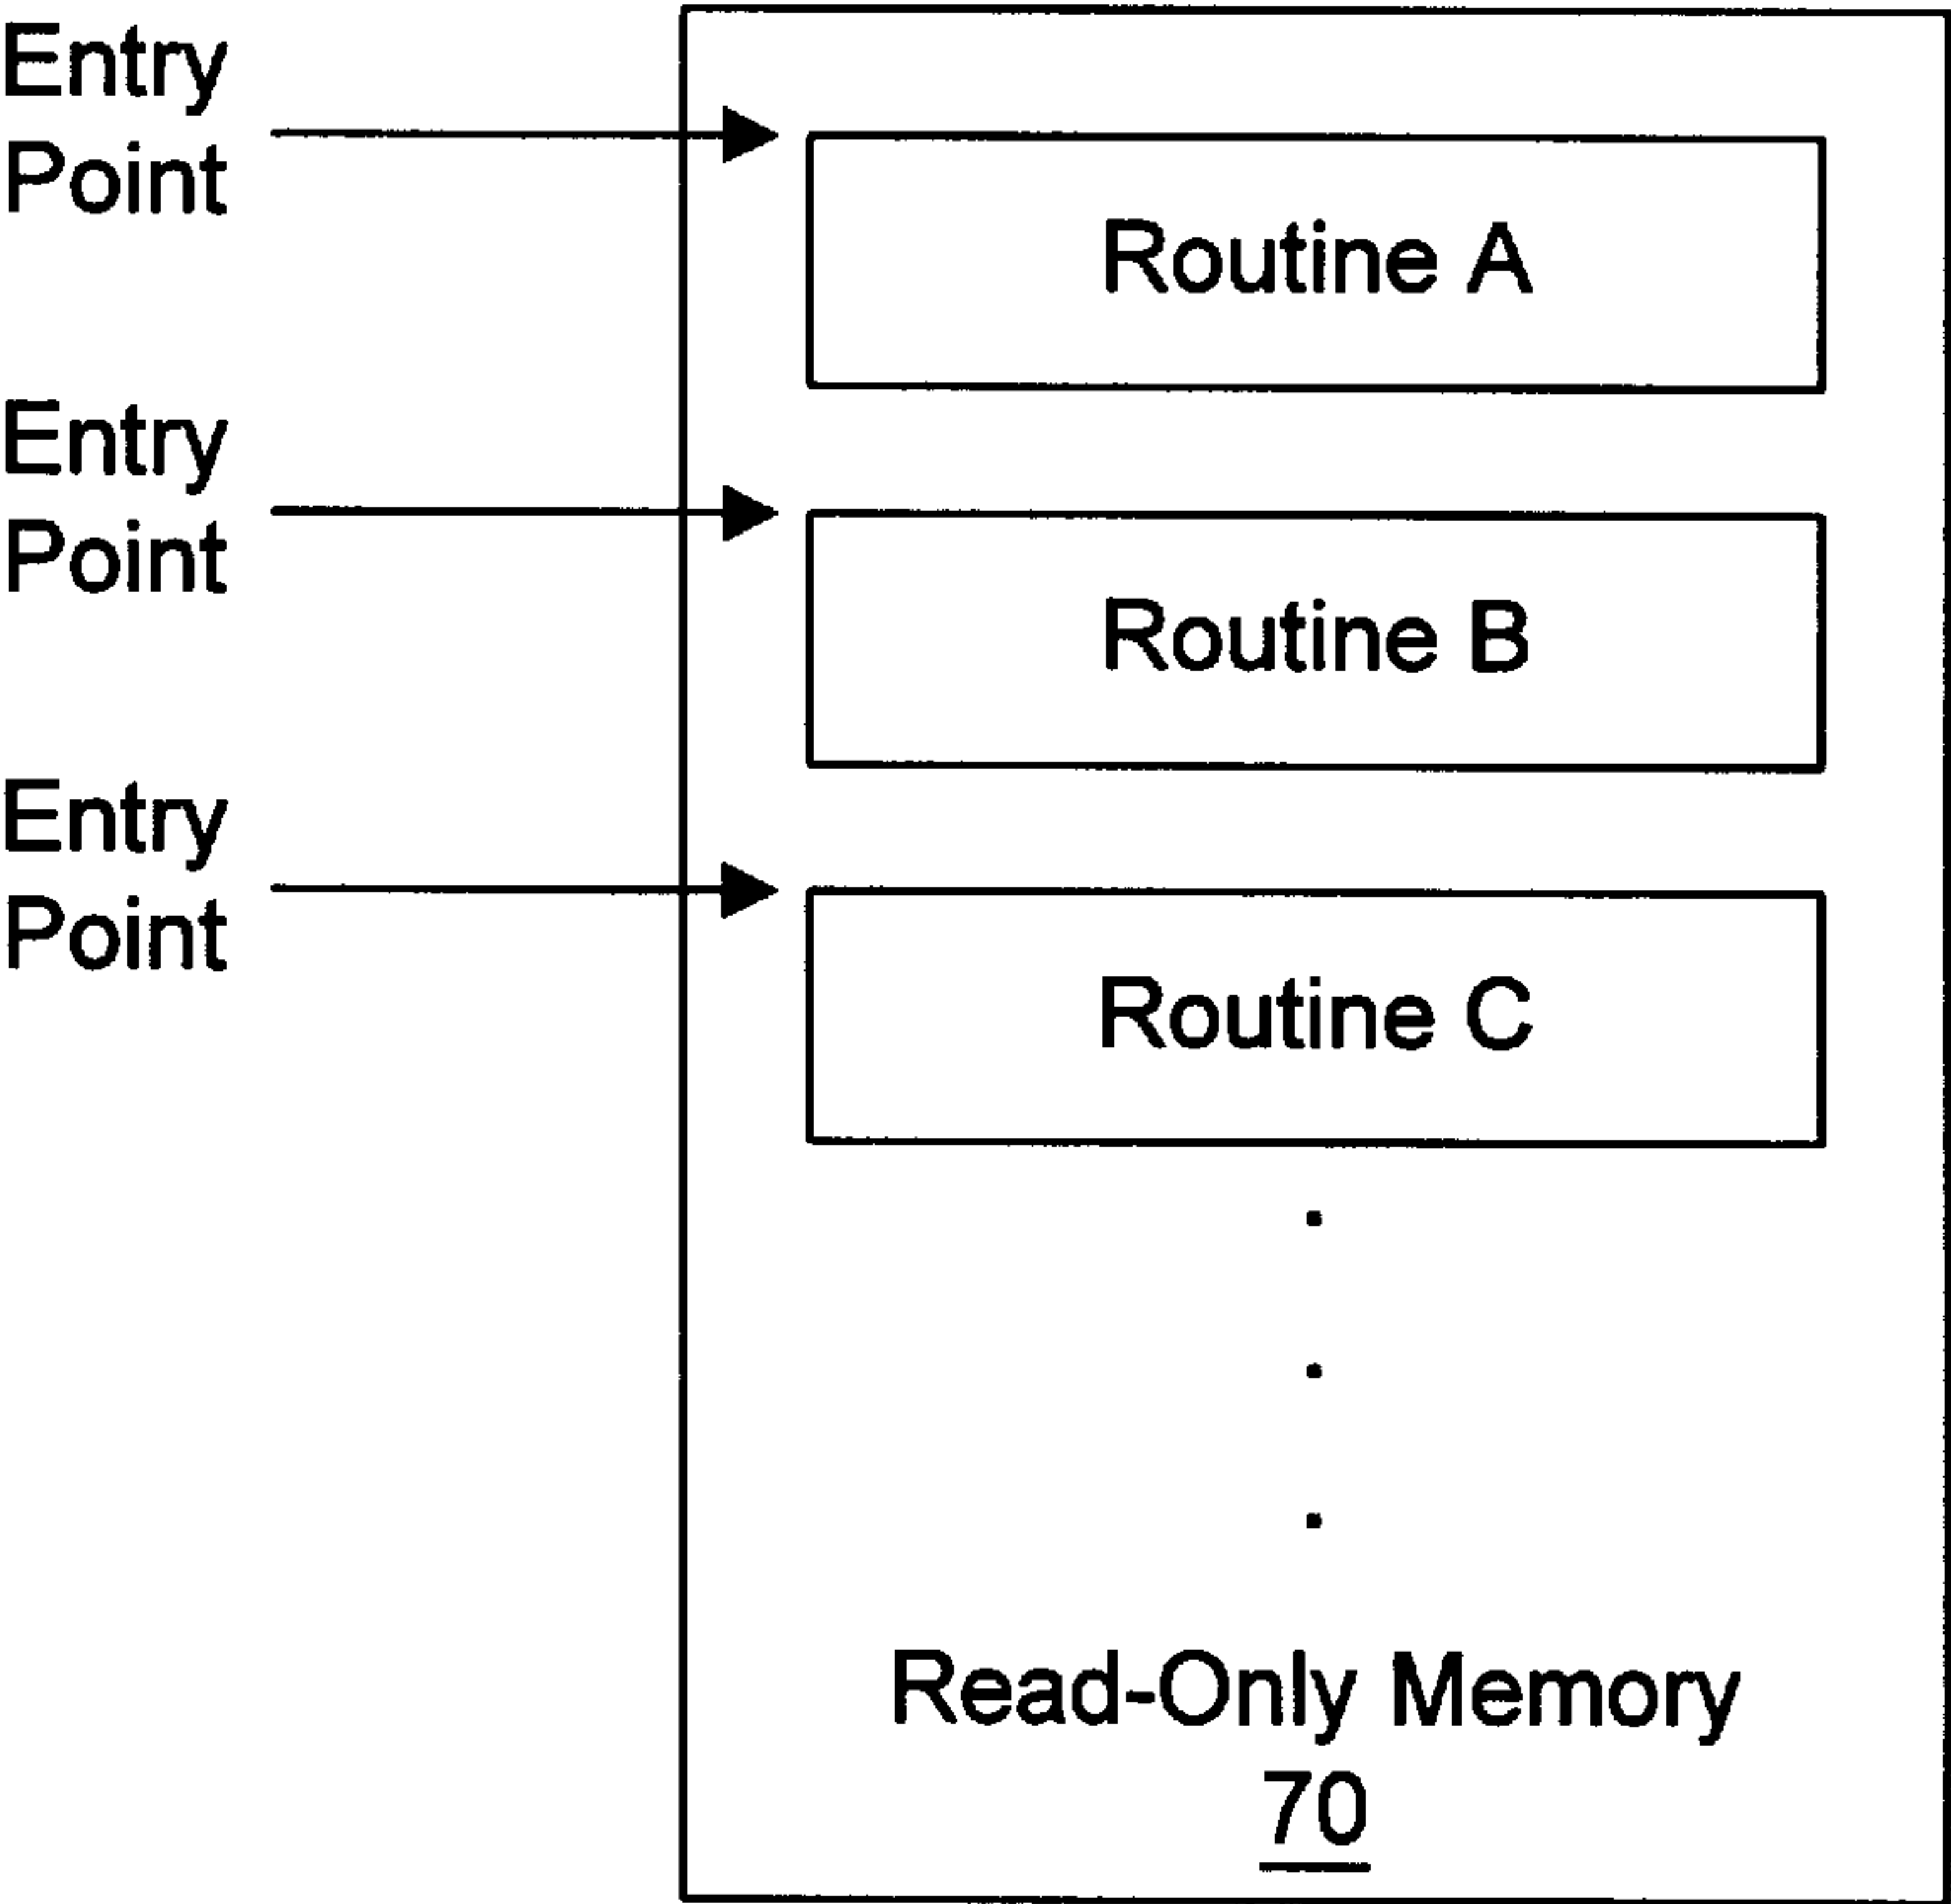 Entry
Point
Routine A
Entry
Point
Routine B
Entry
Point
Routine C
Read-Only Memory
70